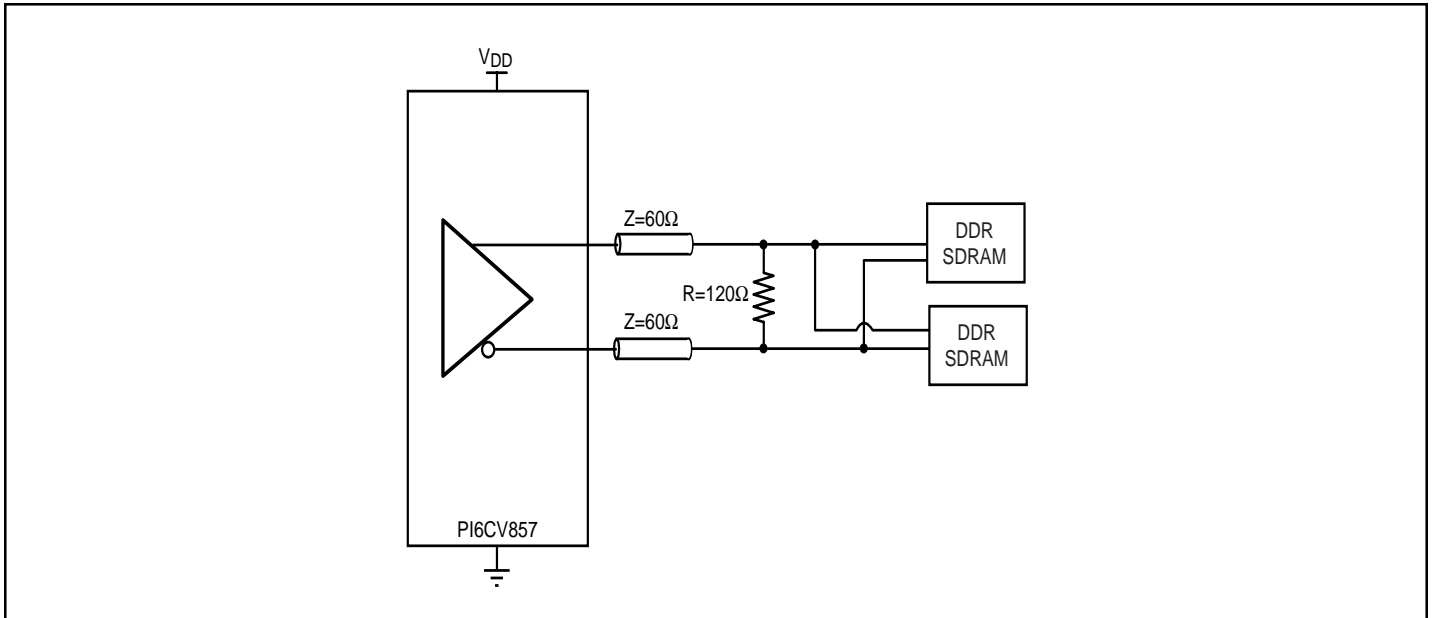 VDD
Z=60Ω
DDR
SDRAM
R=120Ω
Z=60Ω
DDR
SDRAM
PI6CV857